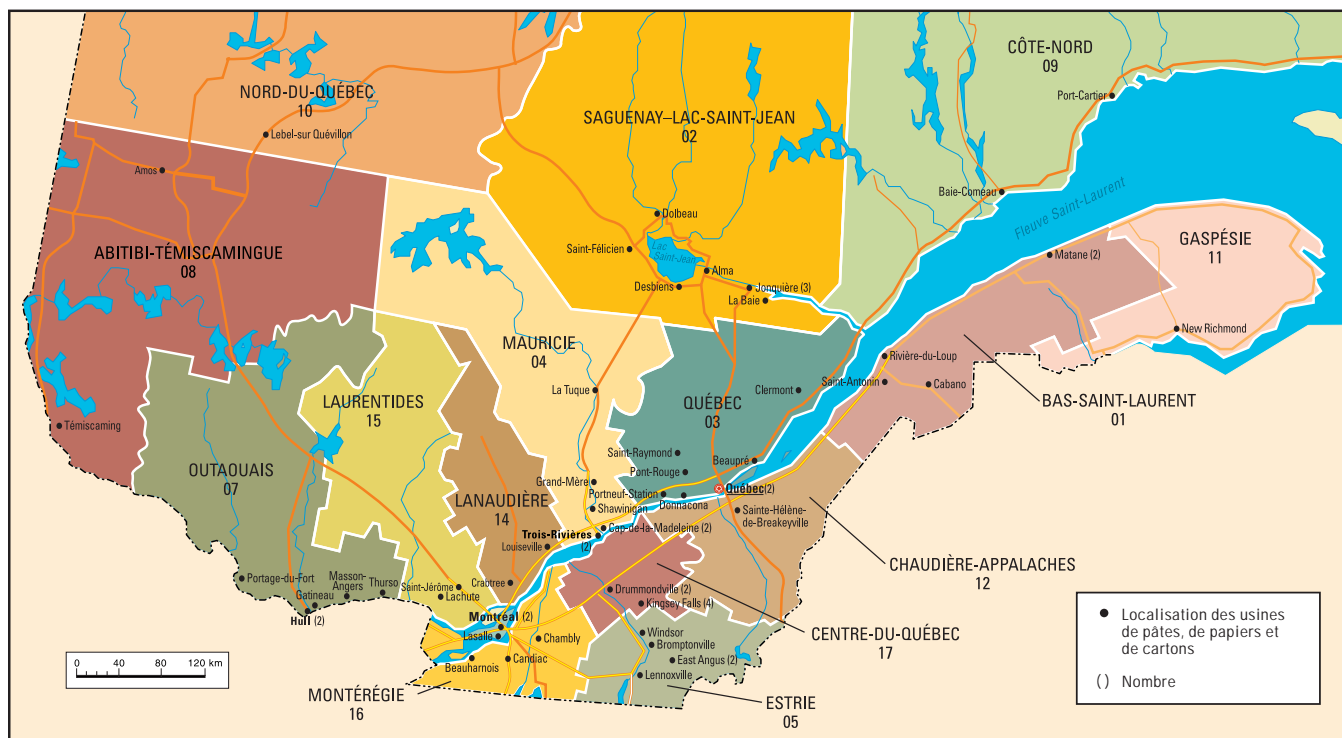 CÔTE-NORD
09
Port-Cartier
NORD-DU-QUÉBEC
10
Lebel-sur Quévillon
SAGUENAY–LAC-SAINT-JEAN
02
Amos
Baie-Comeau
Fleuve Saint-Laurent
Dolbeau
Saint-Félicien
Lac
Saint-Jean
Alma
Desbiens
Jonquière (3)
La Baie
ABITIBI-TÉMISCAMINGUE
08
GASPÉSIE
11
Matane (2)
New Richmond
MAURICIE
04
La Tuque
Rivière-du-Loup
Saint-Antonin
Cabano
Clermont
QUÉBEC
03
BAS-SAINT-LAURENT
01
LAURENTIDES
15
Témiscaming
OUTAOUAIS
07
Saint-Raymond
Pont-Rouge
Beaupré
Grand-Mère
Portneuf-Station
Donnacona
Québec (2)
LANAUDIÈRE
14
Shawinigan
Sainte-Hélène-
de-Breakeyville
Cap-de-la-Madeleine (2)
Trois-Rivières
(2)
Louiseville
CHAUDIÈRE-APPALACHES
12
Portage-du-Fort
Masson-
Angers
Thurso
Gatineau
Hull (2)
Saint-Jérôme
Lachute
Crabtree
Drummondville (2)
Kingsey Falls (4)
Montréal (2)
Lasalle
Chambly
Windsor
Bromptonville
CENTRE-DU-QUÉBEC
17
Beauharnois
Candiac
East Angus (2)
Lennoxville
0 40 80 120 km
MONTÉRÉGIE
16
ESTRIE
05
Localisation des usines
de pâtes, de papiers et
de cartons
() Nombre